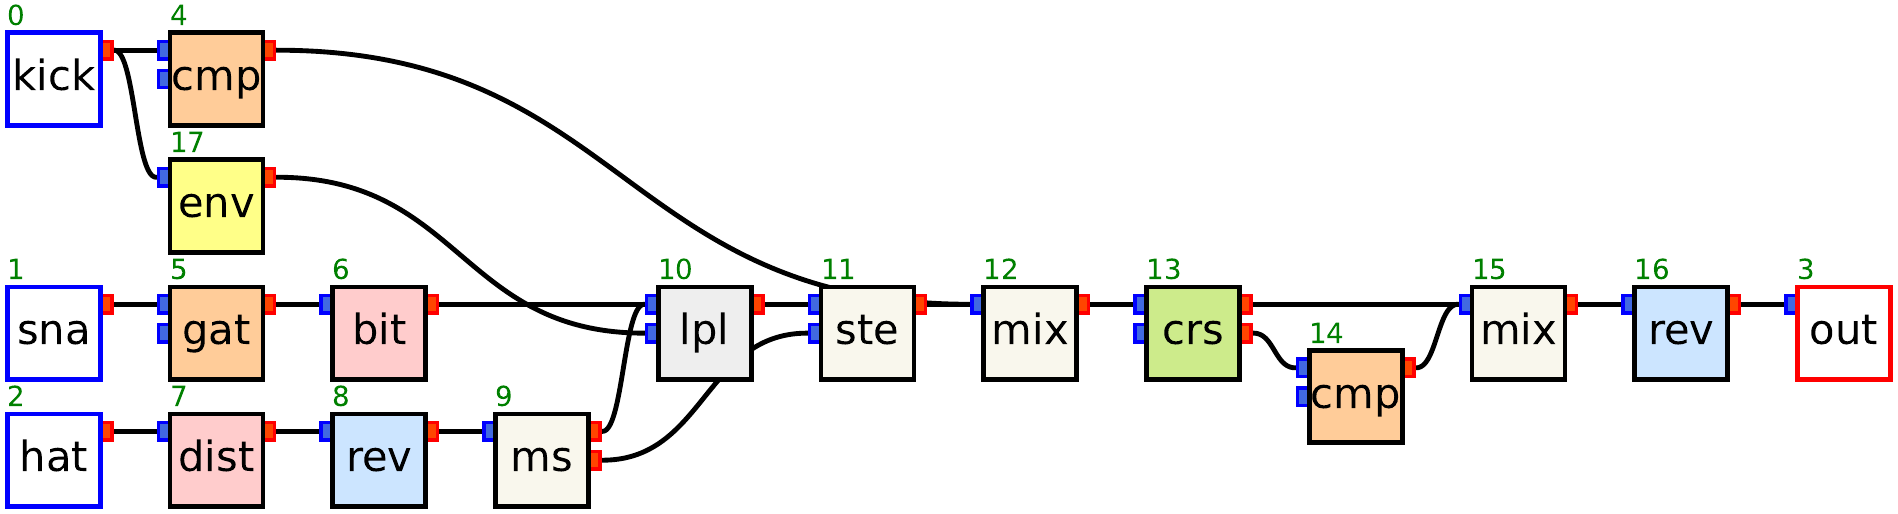 0
kick
4
cmp
17
env
1
sna
5
gat
6
bit
10
lpl
11
ste
12
mix
13
crs
14
cmp
15
mix
16
rev
3
out
2
hat
7
dist
8
rev
9
ms